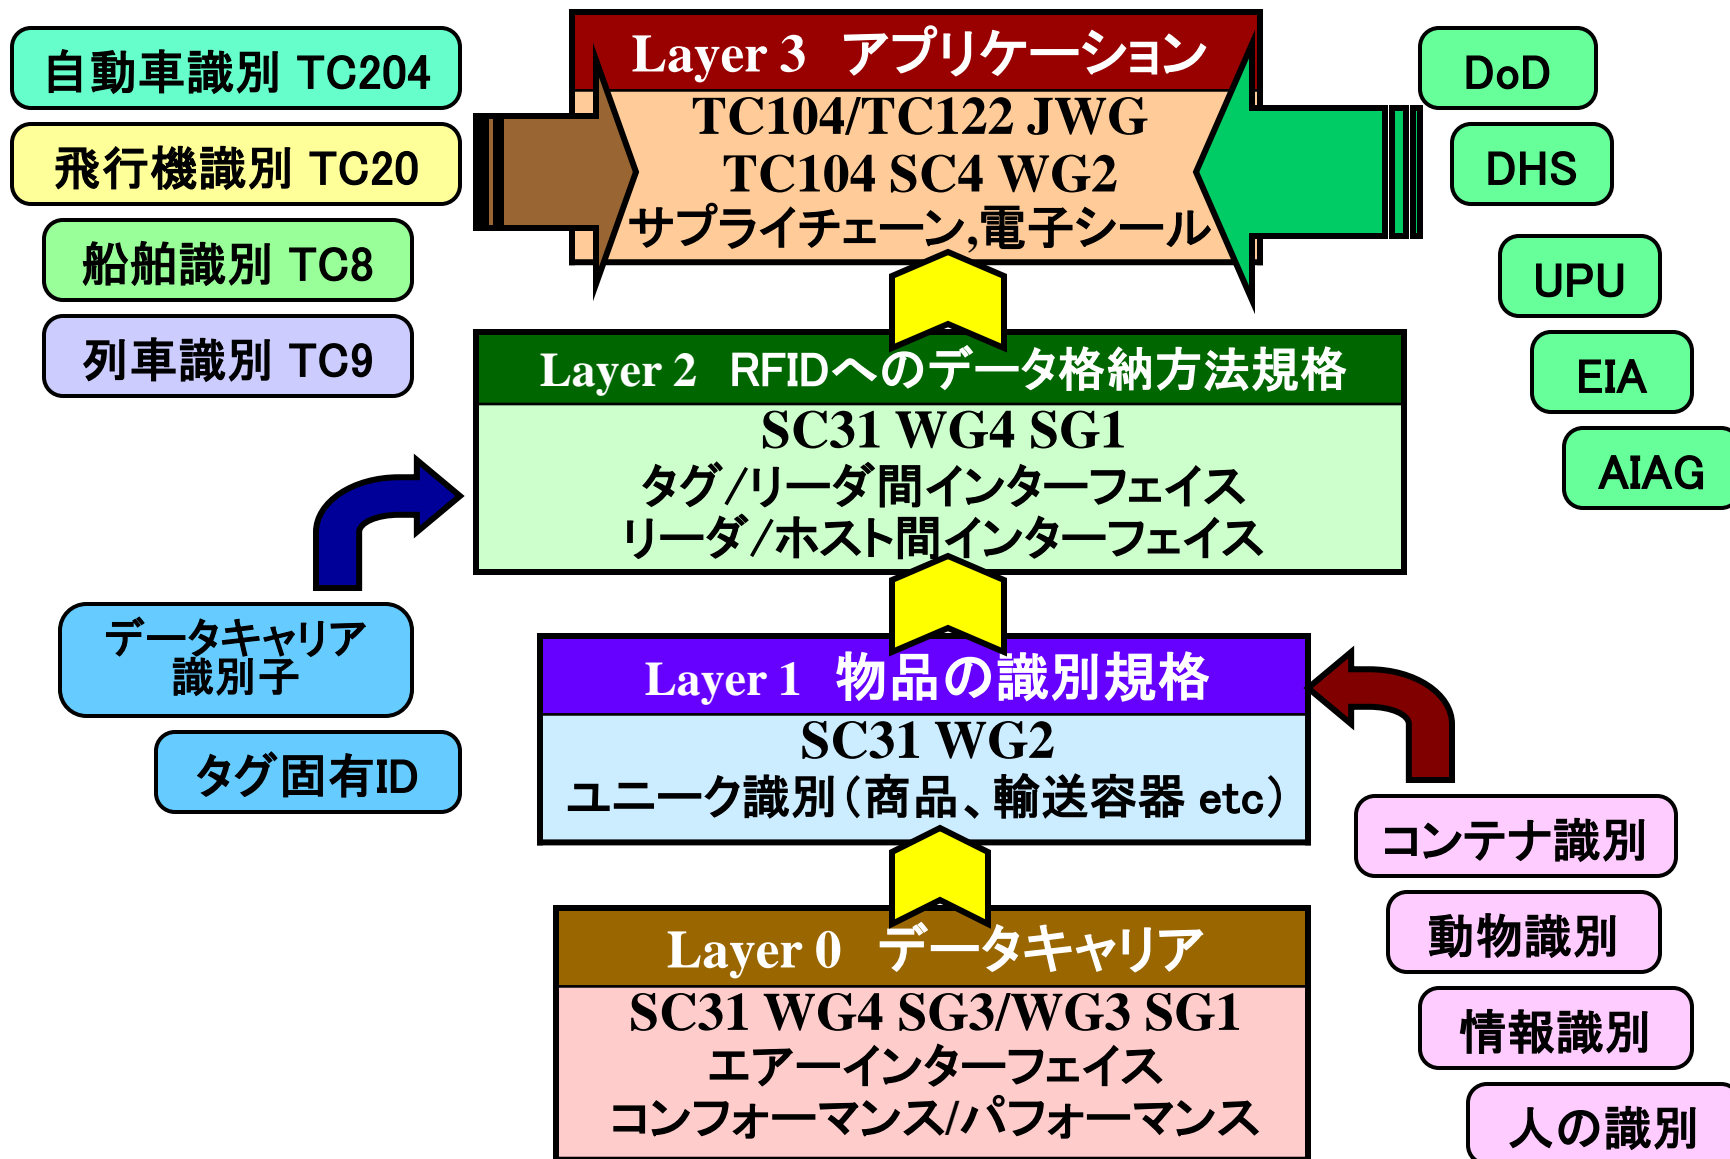 Layer 3 アプリケーション
TC104/TC122 JWG
TC104 SC4 WG2
サプライチェーン,電子シール
自動車識別 TC204
飛行機識別 TC20
船舶識別 TC8
列車識別 TC9
DoD
DHS
UPU
EIA
AIAG
Layer 2 RFIDへのデータ格納方法規格
SC31 WG4 SG1
タグ/リーダ間インターフェイス
リーダ/ホスト間インターフェイス
データキャリア
識別子
タグ固有ID
Layer 1 物品の識別規格
SC31 WG2
ユニーク識別(商品、輸送容器 etc)
コンテナ識別
動物識別
情報識別
人の識別
Layer 0 データキャリア
SC31 WG4 SG3/WG3 SG1
エアーインターフェイス
コンフォーマンス/パフォーマンス